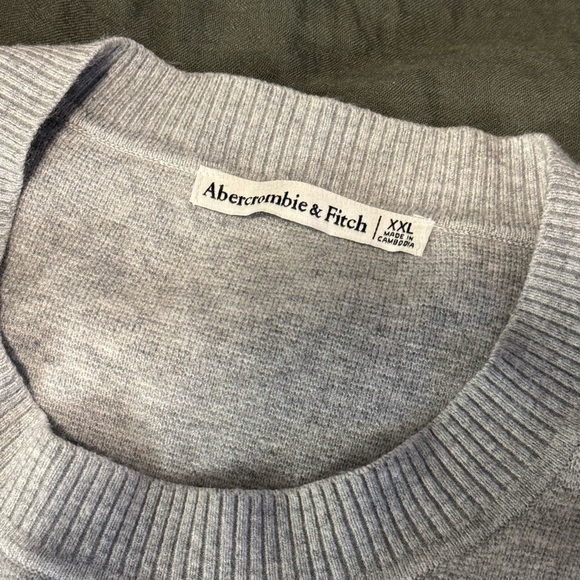 Abercrombie & Fitch
XXL
MADE IN
CAMBODIA